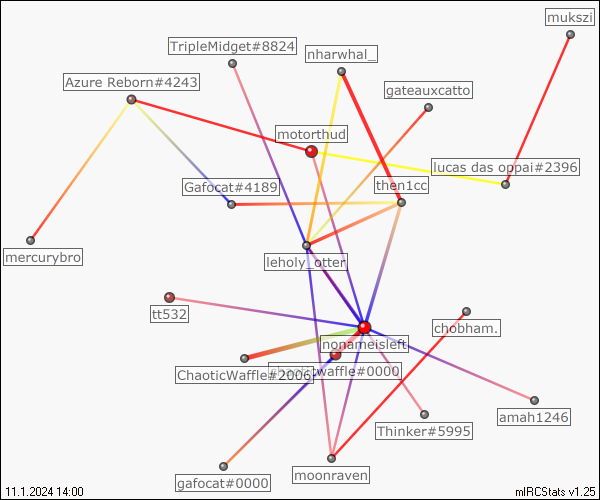 mukszi
TripleMidget#8824
nharwhal_
Azure Reborn#4243
gateauxcatto
motorthud
lucas das oppai#2396
Gafocat#4189
then1cc
mercurybro
leholy_otter
tt532
chobham.
nonameisleft
chaoticwaffle#0000
ChaoticWaffle#2006
amah1246
Thinker#5995
gafocat#0000
moonraven
11.1.2024 14:00
mIRCStats v1.25